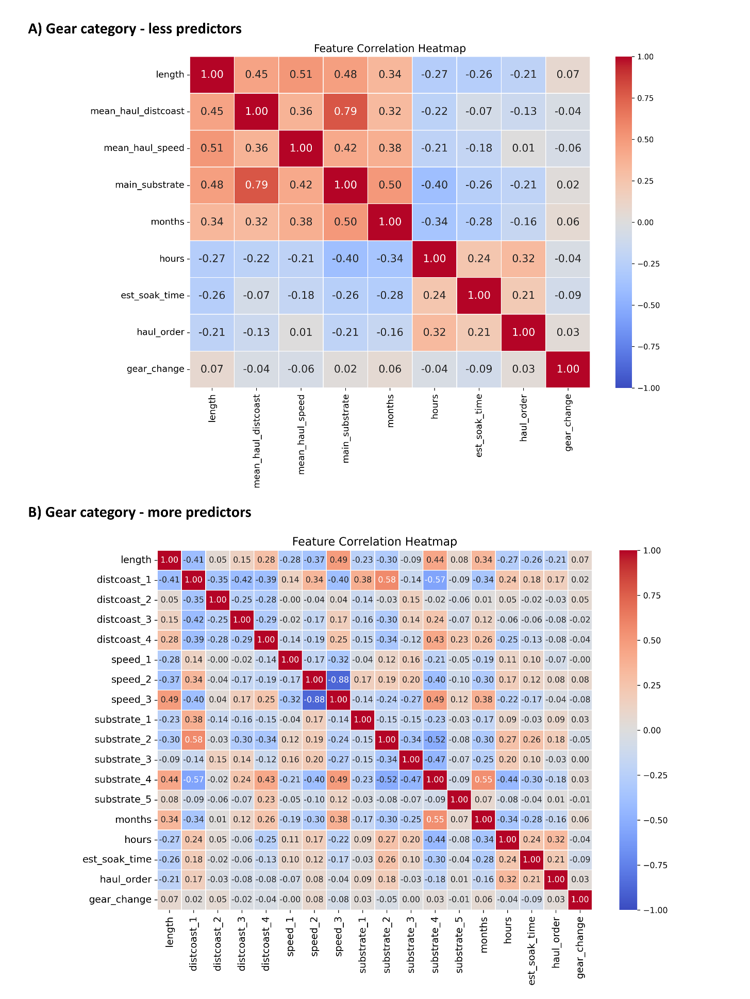 A) Gear category - less predictors
Feature Correlation Heatmap
length 1.00 0.45 0.51 0.48 0.34 -0.27 -0.26 -0.21 0.07
mean_haul_distcoast 0.45 1.00 0.36 0.79 0.32 -0.22 -0.07 -0.13 -0.04
mean_haul_speed 0.51 0.36 1.00 0.42 0.38 -0.21 -0.18 0.01 -0.06
main_substrate 0.48 0.79 0.42 1.00 0.50 -0.40 -0.26 -0.21 0.02
months 0.34 0.32 0.38 0.50 1.00 -0.34 -0.28 -0.16 0.06
hours -0.27 -0.22 -0.21 -0.40 -0.34 1.00 0.24 0.32 -0.04
est_soak_time -0.26 -0.07 -0.18 -0.26 -0.28 0.24 1.00 0.21 -0.09
haul_order -0.21 -0.13 0.01 -0.21 -0.16 0.32 0.21 1.00 0.03
gear_change 0.07 -0.04 -0.06 0.02 0.06 -0.04 -0.09 0.03 1.00
length mean_haul_distcoast mean_haul_speed main_substrate months hours est_soak_time haul_order gear_change
1.00
0.75
0.50
0.25
0.00
−0.25
−0.50
−0.75
−1.00
B) Gear category - more predictors
Feature Correlation Heatmap
length 1.00 -0.41 0.05 0.15 0.28 -0.28 -0.37 0.49 -0.23 -0.30 -0.09 0.44 0.08 0.34 -0.27 -0.26 -0.21 0.07
distcoast_1 -0.41 1.00 -0.35 -0.42 -0.39 0.14 0.34 -0.40 0.38 0.58 -0.14 -0.57 -0.09 -0.34 0.24 0.18 0.17 0.02
distcoast_2 0.05 -0.35 1.00 -0.25 -0.28 -0.00 -0.04 0.04 -0.14 -0.03 0.15 -0.02 -0.06 0.01 0.05 -0.02 -0.03 0.05
distcoast_3 0.15 -0.42 -0.25 1.00 -0.29 -0.02 -0.17 0.17 -0.16 -0.30 0.14 0.24 -0.07 0.12 -0.06 -0.06 -0.08 -0.02
distcoast_4 0.28 -0.39 -0.28 -0.29 1.00 -0.14 -0.19 0.25 -0.15 -0.34 -0.12 0.43 0.23 0.26 -0.25 -0.13 -0.08 -0.04
speed_1 -0.28 0.14 -0.00 -0.02 -0.14 1.00 -0.17 -0.32 -0.04 0.12 0.16 -0.21 -0.05 -0.19 0.11 0.10 -0.07 -0.00
speed_2 -0.37 0.34 -0.04 -0.17 -0.19 -0.17 1.00 -0.88 0.17 0.19 0.20 -0.40 -0.10 -0.30 0.17 0.12 0.08 0.08
speed_3 0.49 -0.40 0.04 0.17 0.25 -0.32 -0.88 1.00 -0.14 -0.24 -0.27 0.49 0.12 0.38 -0.22 -0.17 -0.04 -0.08
substrate_1 -0.23 0.38 -0.14 -0.16 -0.15 -0.04 0.17 -0.14 1.00 -0.15 -0.15 -0.23 -0.03 -0.17 0.09 -0.03 0.09 0.03
substrate_2 -0.30 0.58 -0.03 -0.30 -0.34 0.12 0.19 -0.24 -0.15 1.00 -0.34 -0.52 -0.08 -0.30 0.27 0.26 0.18 -0.05
substrate_3 -0.09 -0.14 0.15 0.14 -0.12 0.16 0.20 -0.27 -0.15 -0.34 1.00 -0.47 -0.07 -0.25 0.20 0.10 -0.03 0.00
substrate_4 0.44 -0.57 -0.02 0.24 0.43 -0.21 -0.40 0.49 -0.23 -0.52 -0.47 1.00 -0.09 0.55 -0.44 -0.30 -0.18 0.03
substrate_5 0.08 -0.09 -0.06 -0.07 0.23 -0.05 -0.10 0.12 -0.03 -0.08 -0.07 -0.09 1.00 0.07 -0.08 -0.04 0.01 -0.01
months 0.34 -0.34 0.01 0.12 0.26 -0.19 -0.30 0.38 -0.17 -0.30 -0.25 0.55 0.07 1.00 -0.34 -0.28 -0.16 0.06
hours -0.27 0.24 0.05 -0.06 -0.25 0.11 0.17 -0.22 0.09 0.27 0.20 -0.44 -0.08 -0.34 1.00 0.24 0.32 -0.04
est_soak_time -0.26 0.18 -0.02 -0.06 -0.13 0.10 0.12 -0.17 -0.03 0.26 0.10 -0.30 -0.04 -0.28 0.24 1.00 0.21 -0.09
haul_order -0.21 0.17 -0.03 -0.08 -0.08 -0.07 0.08 -0.04 0.09 0.18 -0.03 -0.18 0.01 -0.16 0.32 0.21 1.00 0.03
gear_change 0.07 0.02 0.05 -0.02 -0.04 -0.00 0.08 -0.08 0.03 -0.05 0.00 0.03 -0.01 0.06 -0.04 -0.09 0.03 1.00
length distcoast_1 distcoast_2 distcoast_3 distcoast_4 speed_1 speed_2 speed_3 substrate_1 substrate_2 substrate_3 substrate_4 substrate_5 months hours est_soak_time haul_order gear_change
1.00
0.75
0.50
0.25
0.00
−0.25
−0.50
−0.75
−1.00